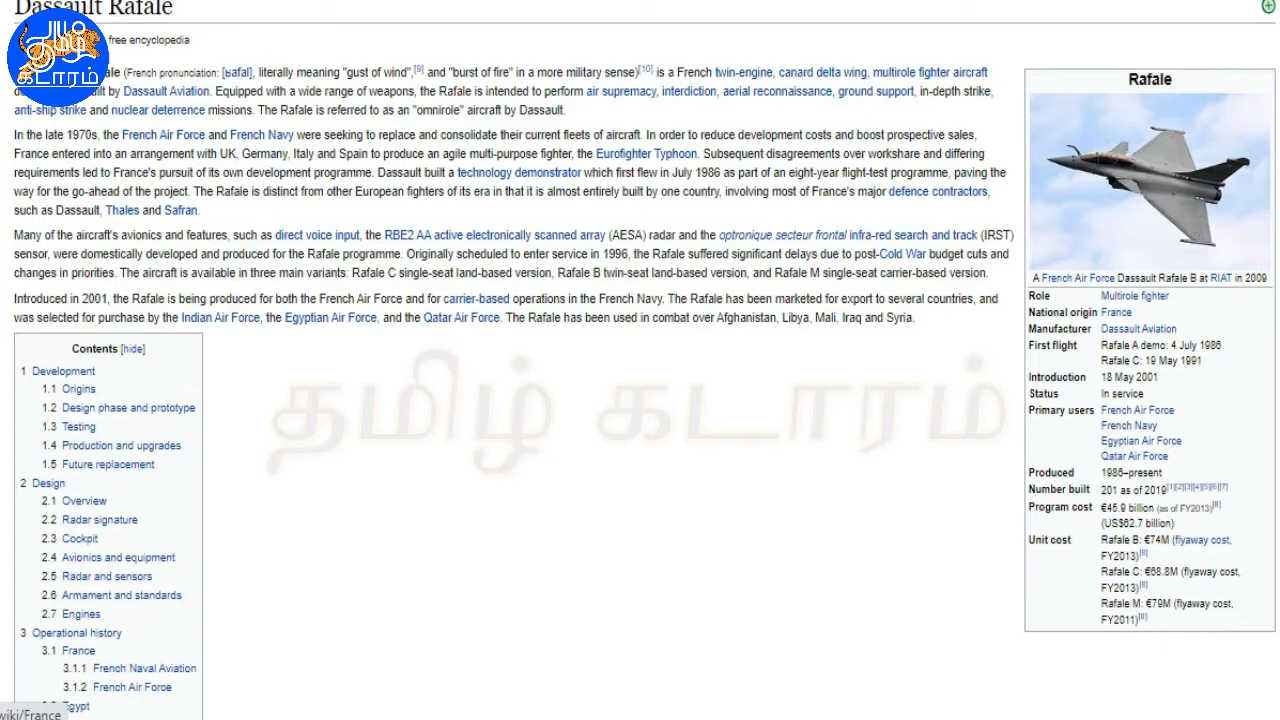 Dassault Rafale
free encyclopedia
தமிழ்
கடாரம்
ale (French pronunciation: [ʁafal], literally meaning "gust of wind",[9] and "burst of fire" in a more military sense)[10] is a French twin-engine, canard delta wing, multirole fighter aircraft
ilt by Dassault Aviation. Equipped with a wide range of weapons, the Rafale is intended to perform air supremacy, interdiction, aerial reconnaissance, ground support, in-depth strike,
anti-ship strike and nuclear deterrence missions. The Rafale is referred to as an "omnirole" aircraft by Dassault.
In the late 1970s, the French Air Force and French Navy were seeking to replace and consolidate their current fleets of aircraft. In order to reduce development costs and boost prospective sales,
France entered into an arrangement with UK, Germany, Italy and Spain to produce an agile multi-purpose fighter, the Eurofighter Typhoon. Subsequent disagreements over workshare and differing
requirements led to France's pursuit of its own development programme. Dassault built a technology demonstrator which first flew in July 1986 as part of an eight-year flight-test programme, paving the
way for the go-ahead of the project. The Rafale is distinct from other European fighters of its era in that it is almost entirely built by one country, involving most of France's major defence contractors,
such as Dassault, Thales and Safran.
Many of the aircraft's avionics and features, such as direct voice input, the RBE2 AA active electronically scanned array (AESA) radar and the optronique secteur frontal infra-red search and track (IRST)
sensor, were domestically developed and produced for the Rafale programme. Originally scheduled to enter service in 1996, the Rafale suffered significant delays due to post-Cold War budget cuts and
changes in priorities. The aircraft is available in three main variants: Rafale C single-seat land-based version, Rafale B twin-seat land-based version, and Rafale M single-seat carrier-based version.
Introduced in 2001, the Rafale is being produced for both the French Air Force and for carrier-based operations in the French Navy. The Rafale has been marketed for export to several countries, and
was selected for purchase by the Indian Air Force, the Egyptian Air Force, and the Qatar Air Force. The Rafale has been used in combat over Afghanistan, Libya, Mali, Iraq and Syria.
Contents [hide]
1 Development
1.1 Origins
1.2 Design phase and prototype
1.3 Testing
1.4 Production and upgrades
1.5 Future replacement
2 Design
2.1 Overview
2.2 Radar signature
2.3 Cockpit
2.4 Avionics and equipment
2.5 Radar and sensors
2.6 Armament and standards
2.7 Engines
3 Operational history
3.1 France
3.1.1 French Naval Aviation
3.1.2 French Air Force
Egypt
wiki/France
தமிழ் கடாரம்
Rafale
A French Air Force Dassault Rafale B at RIAT in 2009
Role Multirole fighter
National origin France
Manufacturer Dassault Aviation
First flight Rafale A demo: 4 July 1986
Rafale C: 19 May 1991
Introduction 18 May 2001
Status In service
Primary users French Air Force
French Navy
Egyptian Air Force
Qatar Air Force
Produced 1986–present
Number built 201 as of 2019[1][2][3][4][5][6][7]
Program cost €45.9 billion (as of FY2013)[8]
(US$62.7 billion)
Unit cost Rafale B: €74M (flyaway cost,
FY2013)[8]
Rafale C: €68.8M (flyaway cost,
FY2013)[8]
Rafale M: €79M (flyaway cost,
FY2011)[8]